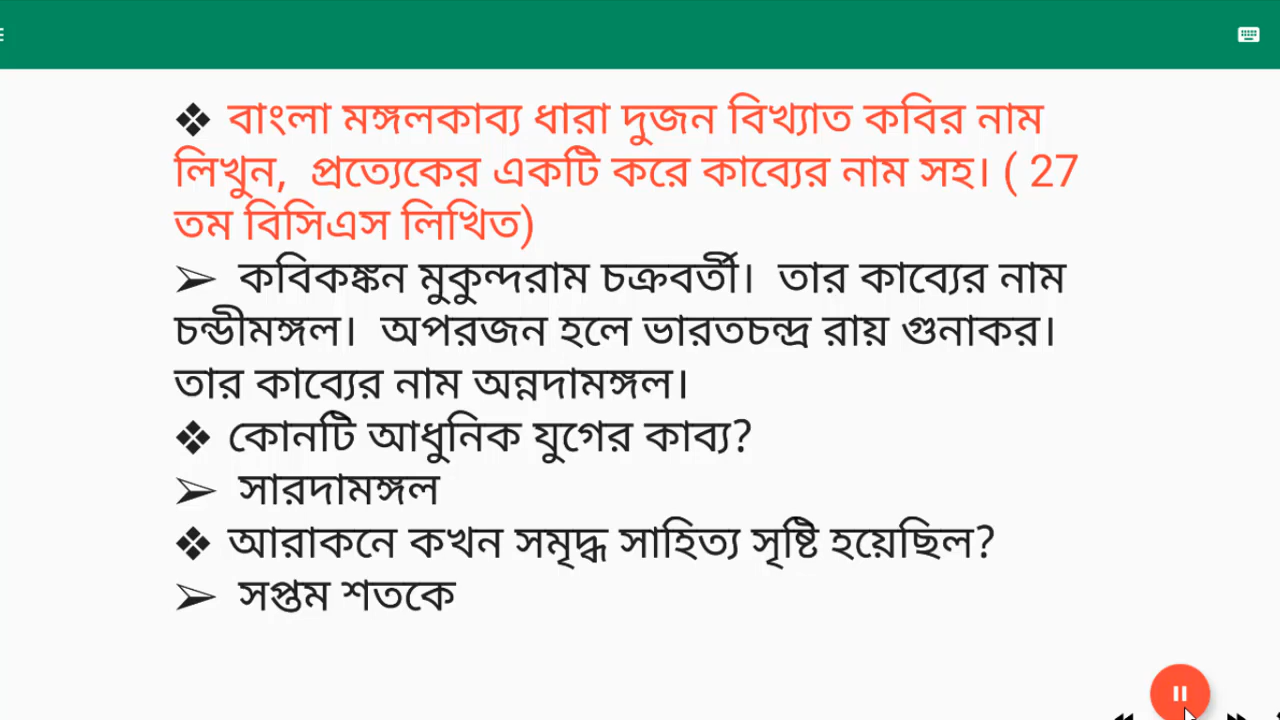 ❖ বাংলা মঙ্গলকাব্য ধারা দুজন বিখ্যাত কবির নাম
লিখুন, প্রত্যেকের একটি করে কাব্যের নাম সহ। ( 27
তম বিসিএস লিখিত)
➢ কবিকঙ্কন মুকুন্দরাম চক্রবর্তী। তার কাব্যের নাম
চন্ডীমঙ্গল। অপরজন হলে ভারতচন্দ্র রায় গুনাকর।
তার কাব্যের নাম অন্নদামঙ্গল।
❖ কোনটি আধুনিক যুগের কাব্য?
➢ সারদামঙ্গল
❖ আরাকনে কখন সমৃদ্ধ সাহিত্য সৃষ্টি হয়েছিল?
➢ সপ্তম শতকে